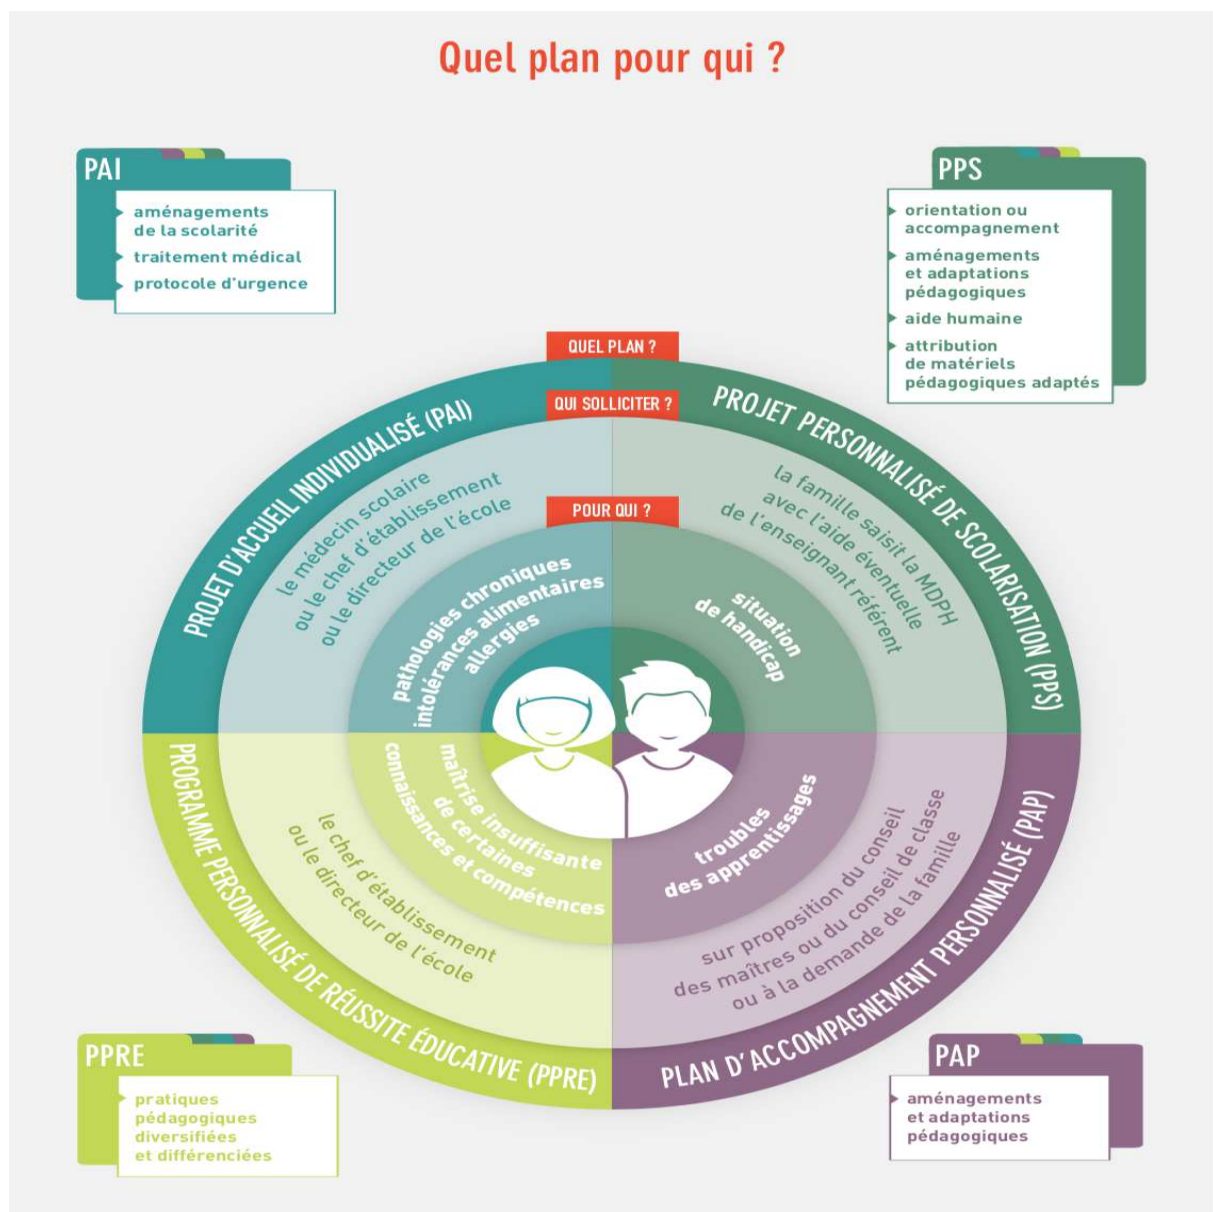 Quel plan pour qui ?
PAI
aménagements
de la scolarité
traitement médical
protocole d'urgence
PPS
orientation ou
accompagnement
aménagements
et adaptations
pédagogiques
aide humaine
attribution
de matériels
pédagogiques adaptés
QUEL PLAN ?
QUI SOLLICITER ?
POUR QUI ?
PROJET D'ACCUEIL INDIVIDUALISÉ (PAI)
le médecin scolaire
ou le chef d'établissement
ou le directeur de l'école
pathologies chroniques
intolérances alimentaires
allergies
PROJET PERSONNALISÉ DE SCOLARISATION (PPS)
la famille saisit la MDPH
avec l'aide éventuelle
de l'enseignant référent
situation
de handicap
PROGRAMME PERSONNALISÉ DE RÉUSSITE ÉDUCATIVE (PPRE)
le chef d'établissement
ou le directeur de l'école
maîtrise insuffisante
de certaines
connaissances et compétences
PLAN D'ACCOMPAGNEMENT PERSONNALISÉ (PAP)
troubles
des apprentissages
sur proposition du conseil
des maîtres ou du conseil de classe
ou à la demande de la famille
PPRE
pratiques
pédagogiques
diversifiées
et différenciées
PAP
aménagements
et adaptations
pédagogiques